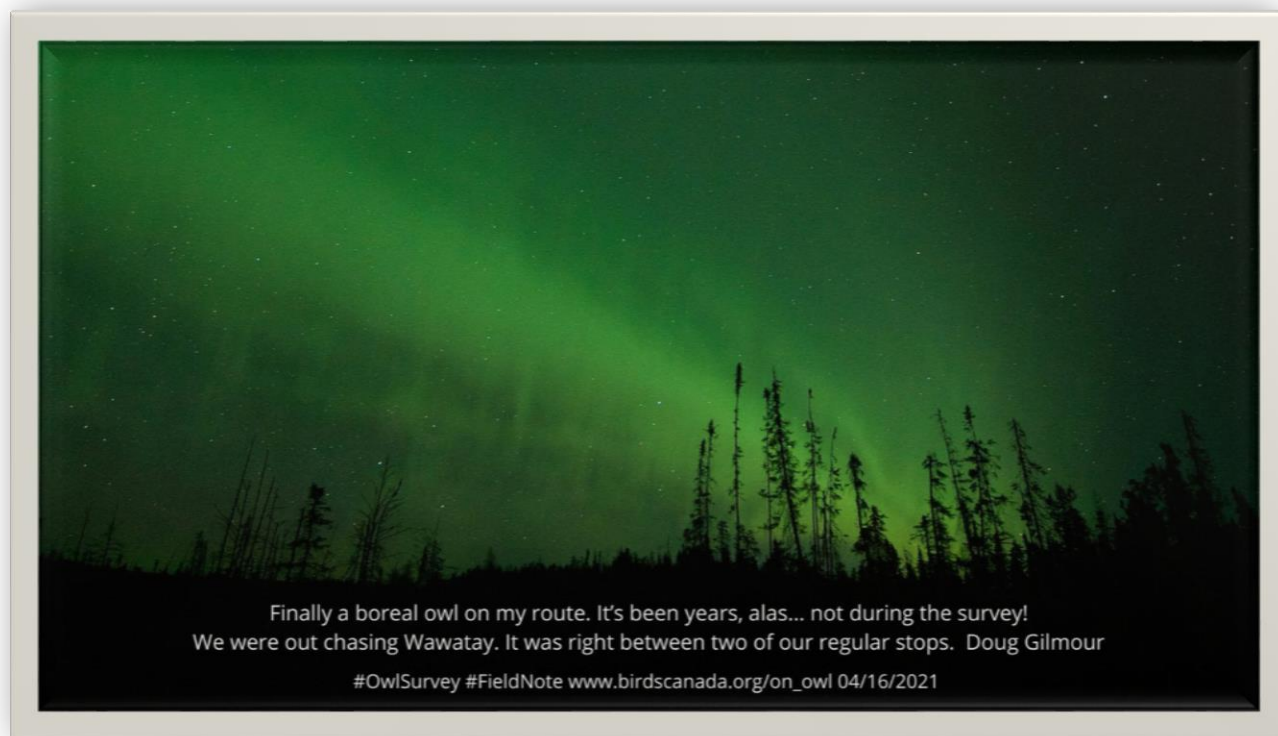 Finally a boreal owl on my route. It’s been years, alas... not during the survey!
We were out chasing Wawatay. It was right between two of our regular stops.  Doug Gilmour
#OwlSurvey #FieldNote www.birdscanada.org/on_owl 04/16/2021